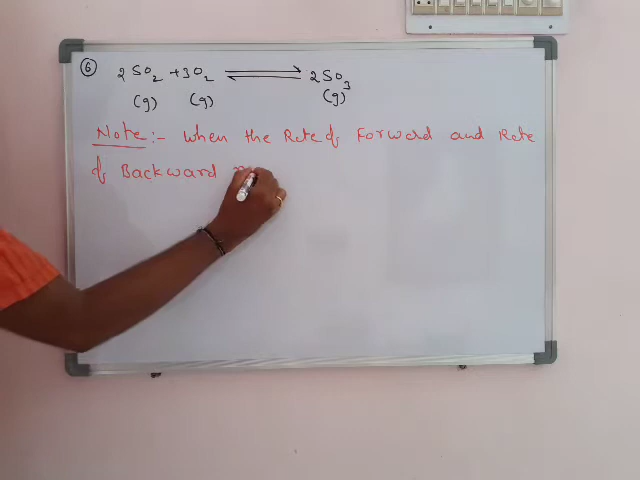 ⑥ 2SO₂ + 3O₂ ⇌ 2SO₃
(g) (g) (g)
Note :- when the Rate of Forward and Rate
of Backward